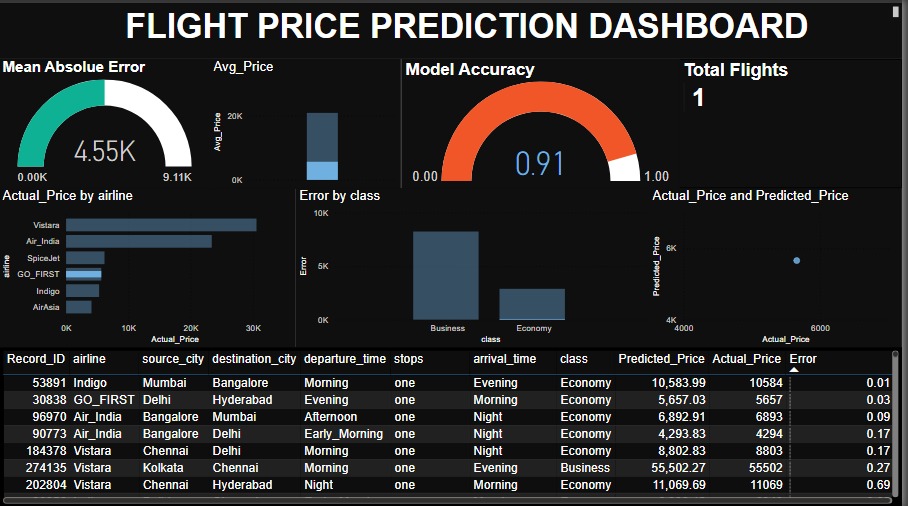 FLIGHT PRICE PREDICTION DASHBOARD
Mean Absolue Error
4.55K
0.00K 9.11K
Avg_Price
Avg_Price
20K
0K
Model Accuracy
0.91
0.00 1.00
Total Flights
1
Actual_Price by airline
airline
Vistara
Air_India
SpiceJet
GO_FIRST
Indigo
AirAsia
0K 10K 20K 30K
Actual_Price
Error by class
Error
10K
5K
0K
Business Economy
class
Actual_Price and Predicted_Price
Predicted_Price
6K
4K
4000 6000
Actual_Price
Record_ID airline source_city destination_city departure_time stops arrival_time class Predicted_Price Actual_Price Error
53891 Indigo Mumbai Bangalore Morning one Evening Economy 10,583.99 10584 0.01
30838 GO_FIRST Delhi Hyderabad Evening one Morning Economy 5,657.03 5657 0.03
96970 Air_India Bangalore Mumbai Afternoon one Night Economy 6,892.91 6893 0.09
90773 Air_India Bangalore Delhi Early_Morning one Night Economy 4,293.83 4294 0.17
184378 Vistara Chennai Delhi Morning one Night Economy 8,802.83 8803 0.17
274135 Vistara Kolkata Chennai Morning one Evening Business 55,502.27 55502 0.27
202804 Vistara Chennai Hyderabad Night one Morning Economy 11,069.69 11069 0.69